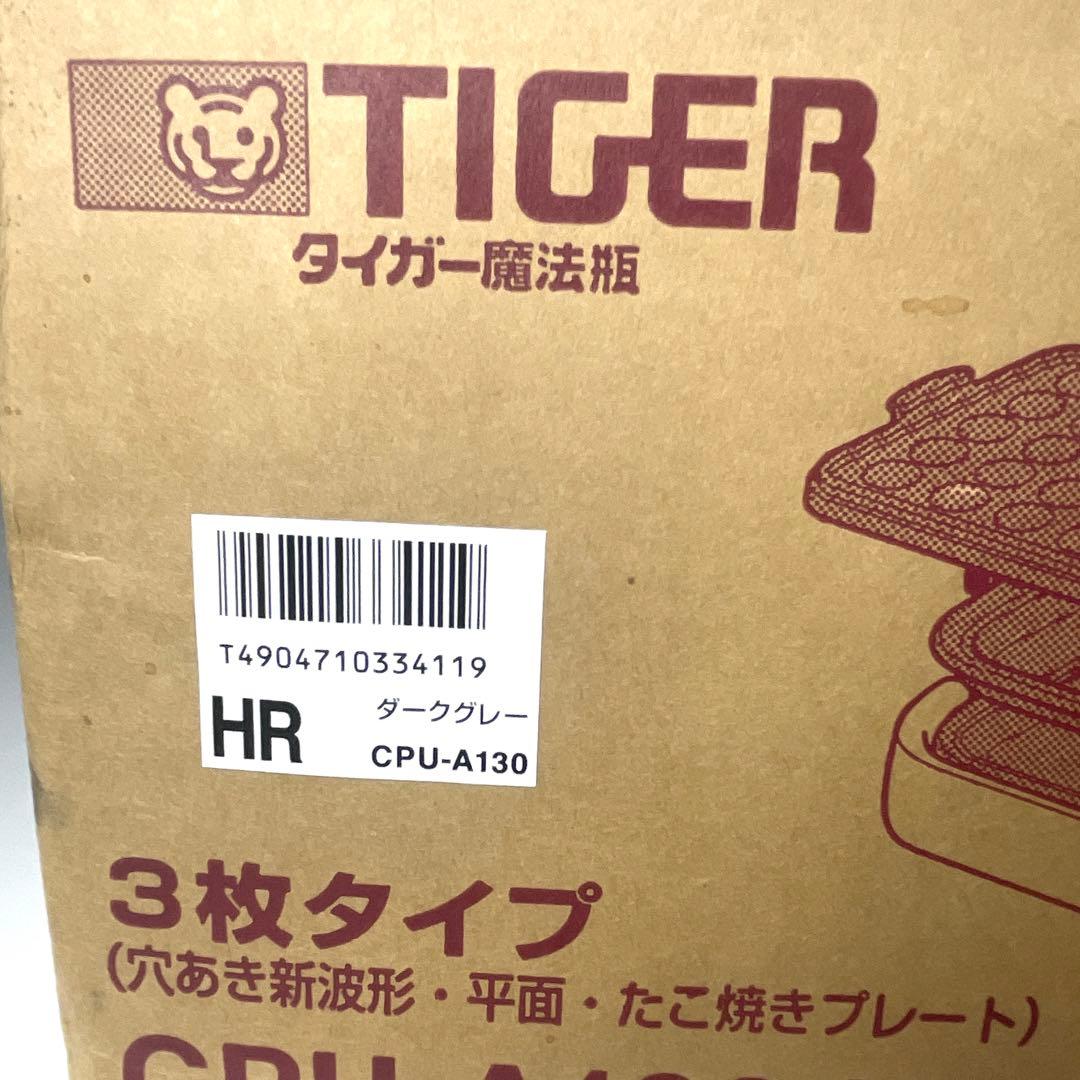 TIGER
タイガー魔法瓶
T4904710334119
HR
ダークグレー
CPU-A130
3枚タイプ
(穴あき新波形・平面・たこ焼きプレート)
CPU-A130